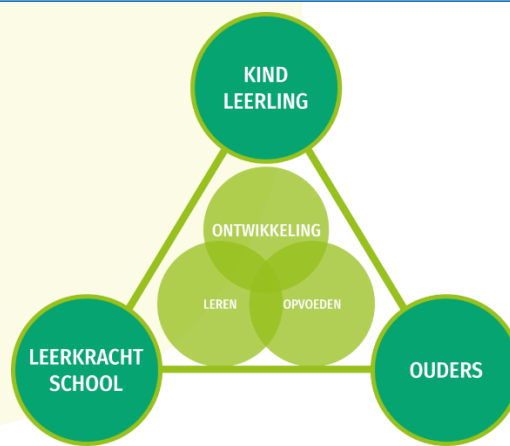 KIND
LEERLING
ONTWIKKELING
LEREN
OPVOEDEN
LEERKRACHT
SCHOOL
OUDERS